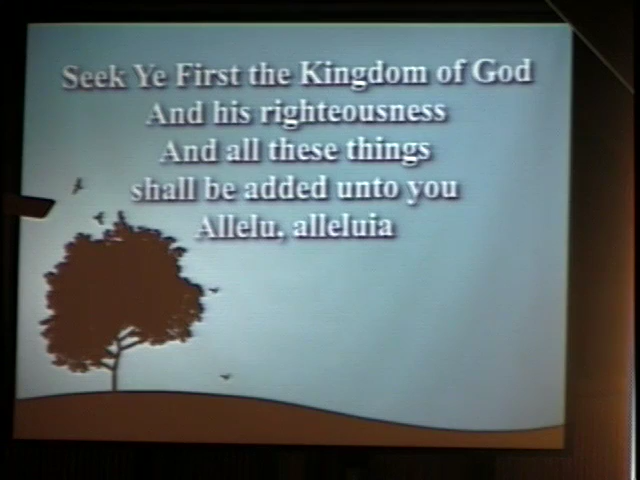 Seek Ye First the Kingdom of God
And his righteousness
And all these things
shall be added unto you
Allelu, alleluia